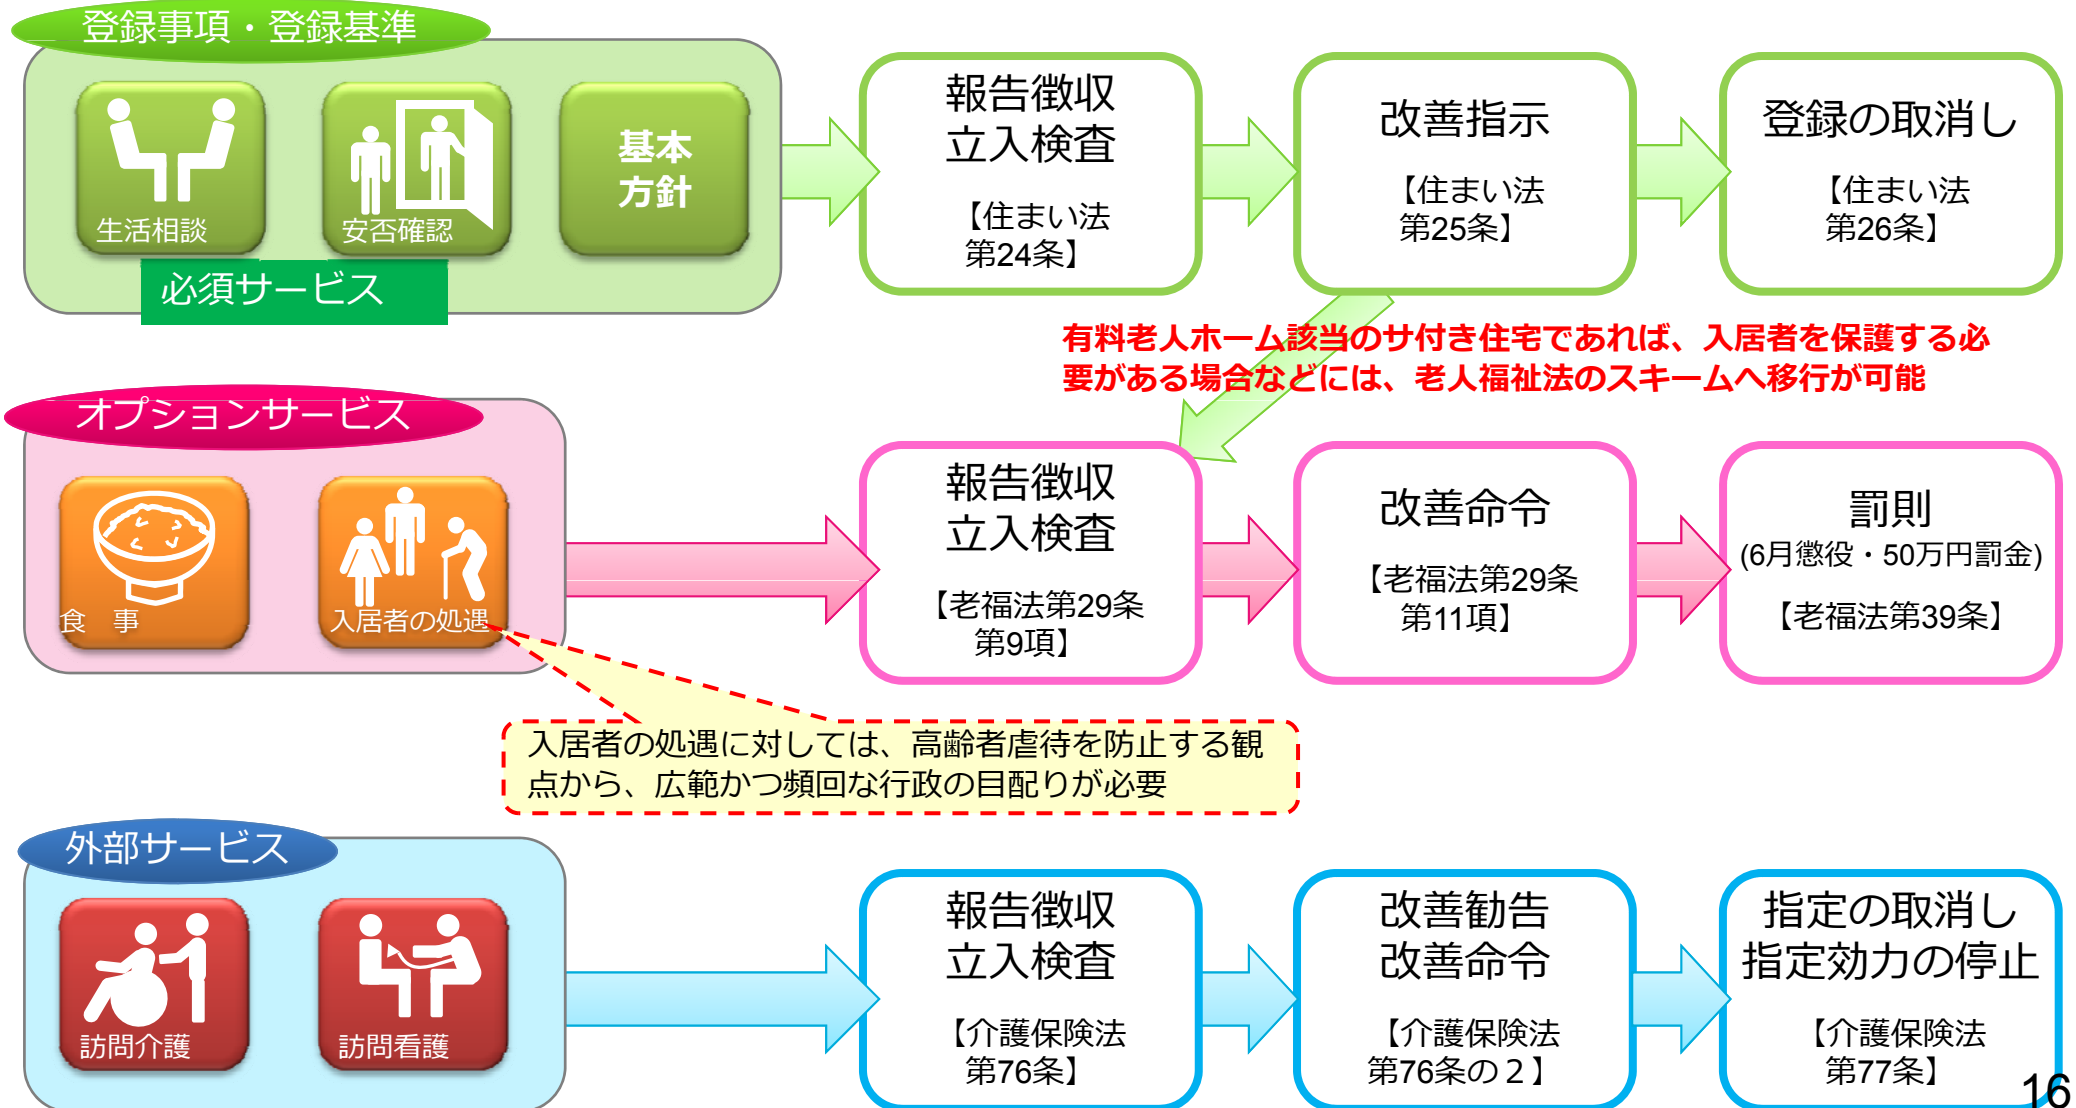 登録事項・登録基準
生活相談
安否確認
基本
方針
必須サービス
報告徴収
立入検査
【住まい法
第24条】
改善指示
【住まい法
第25条】
登録の取消し
【住まい法
第26条】
有料老人ホーム該当のサ付き住宅であれば、入居者を保護する必
要がある場合などには、老人福祉法のスキームへ移行が可能
オプションサービス
食　事
入居者の処遇
報告徴収
立入検査
【老福法第29条
第9項】
改善命令
【老福法第29条
第11項】
罰則
(6月懲役・50万円罰金)
【老福法第39条】
入居者の処遇に対しては、高齢者虐待を防止する観
点から、広範かつ頻回な行政の目配りが必要
外部サービス
訪問介護
訪問看護
報告徴収
立入検査
【介護保険法
第76条】
改善勧告
改善命令
【介護保険法
第76条の２】
指定の取消し
指定効力の停止
【介護保険法
第77条】
16